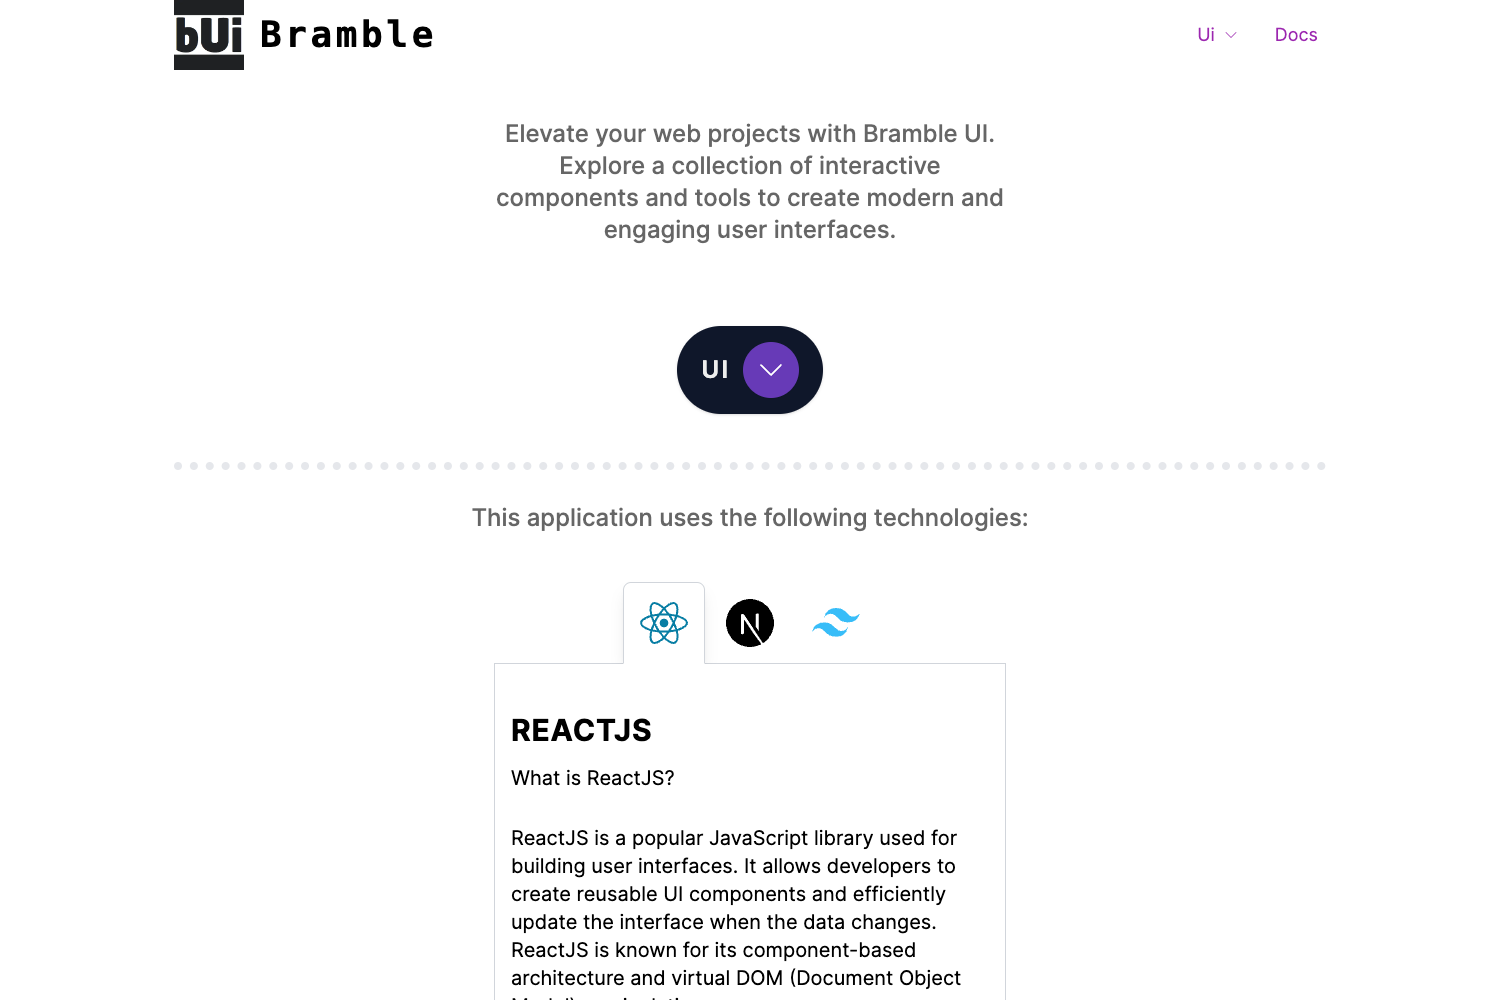 bUi Bramble
Ui
Docs
Elevate your web projects with Bramble UI.
Explore a collection of interactive
components and tools to create modern and
engaging user interfaces.
UI
This application uses the following technologies:
N
REACTJS
What is ReactJS?
ReactJS is a popular JavaScript library used for
building user interfaces. It allows developers to
create reusable UI components and efficiently
update the interface when the data changes.
ReactJS is known for its component-based
architecture and virtual DOM (Document Object